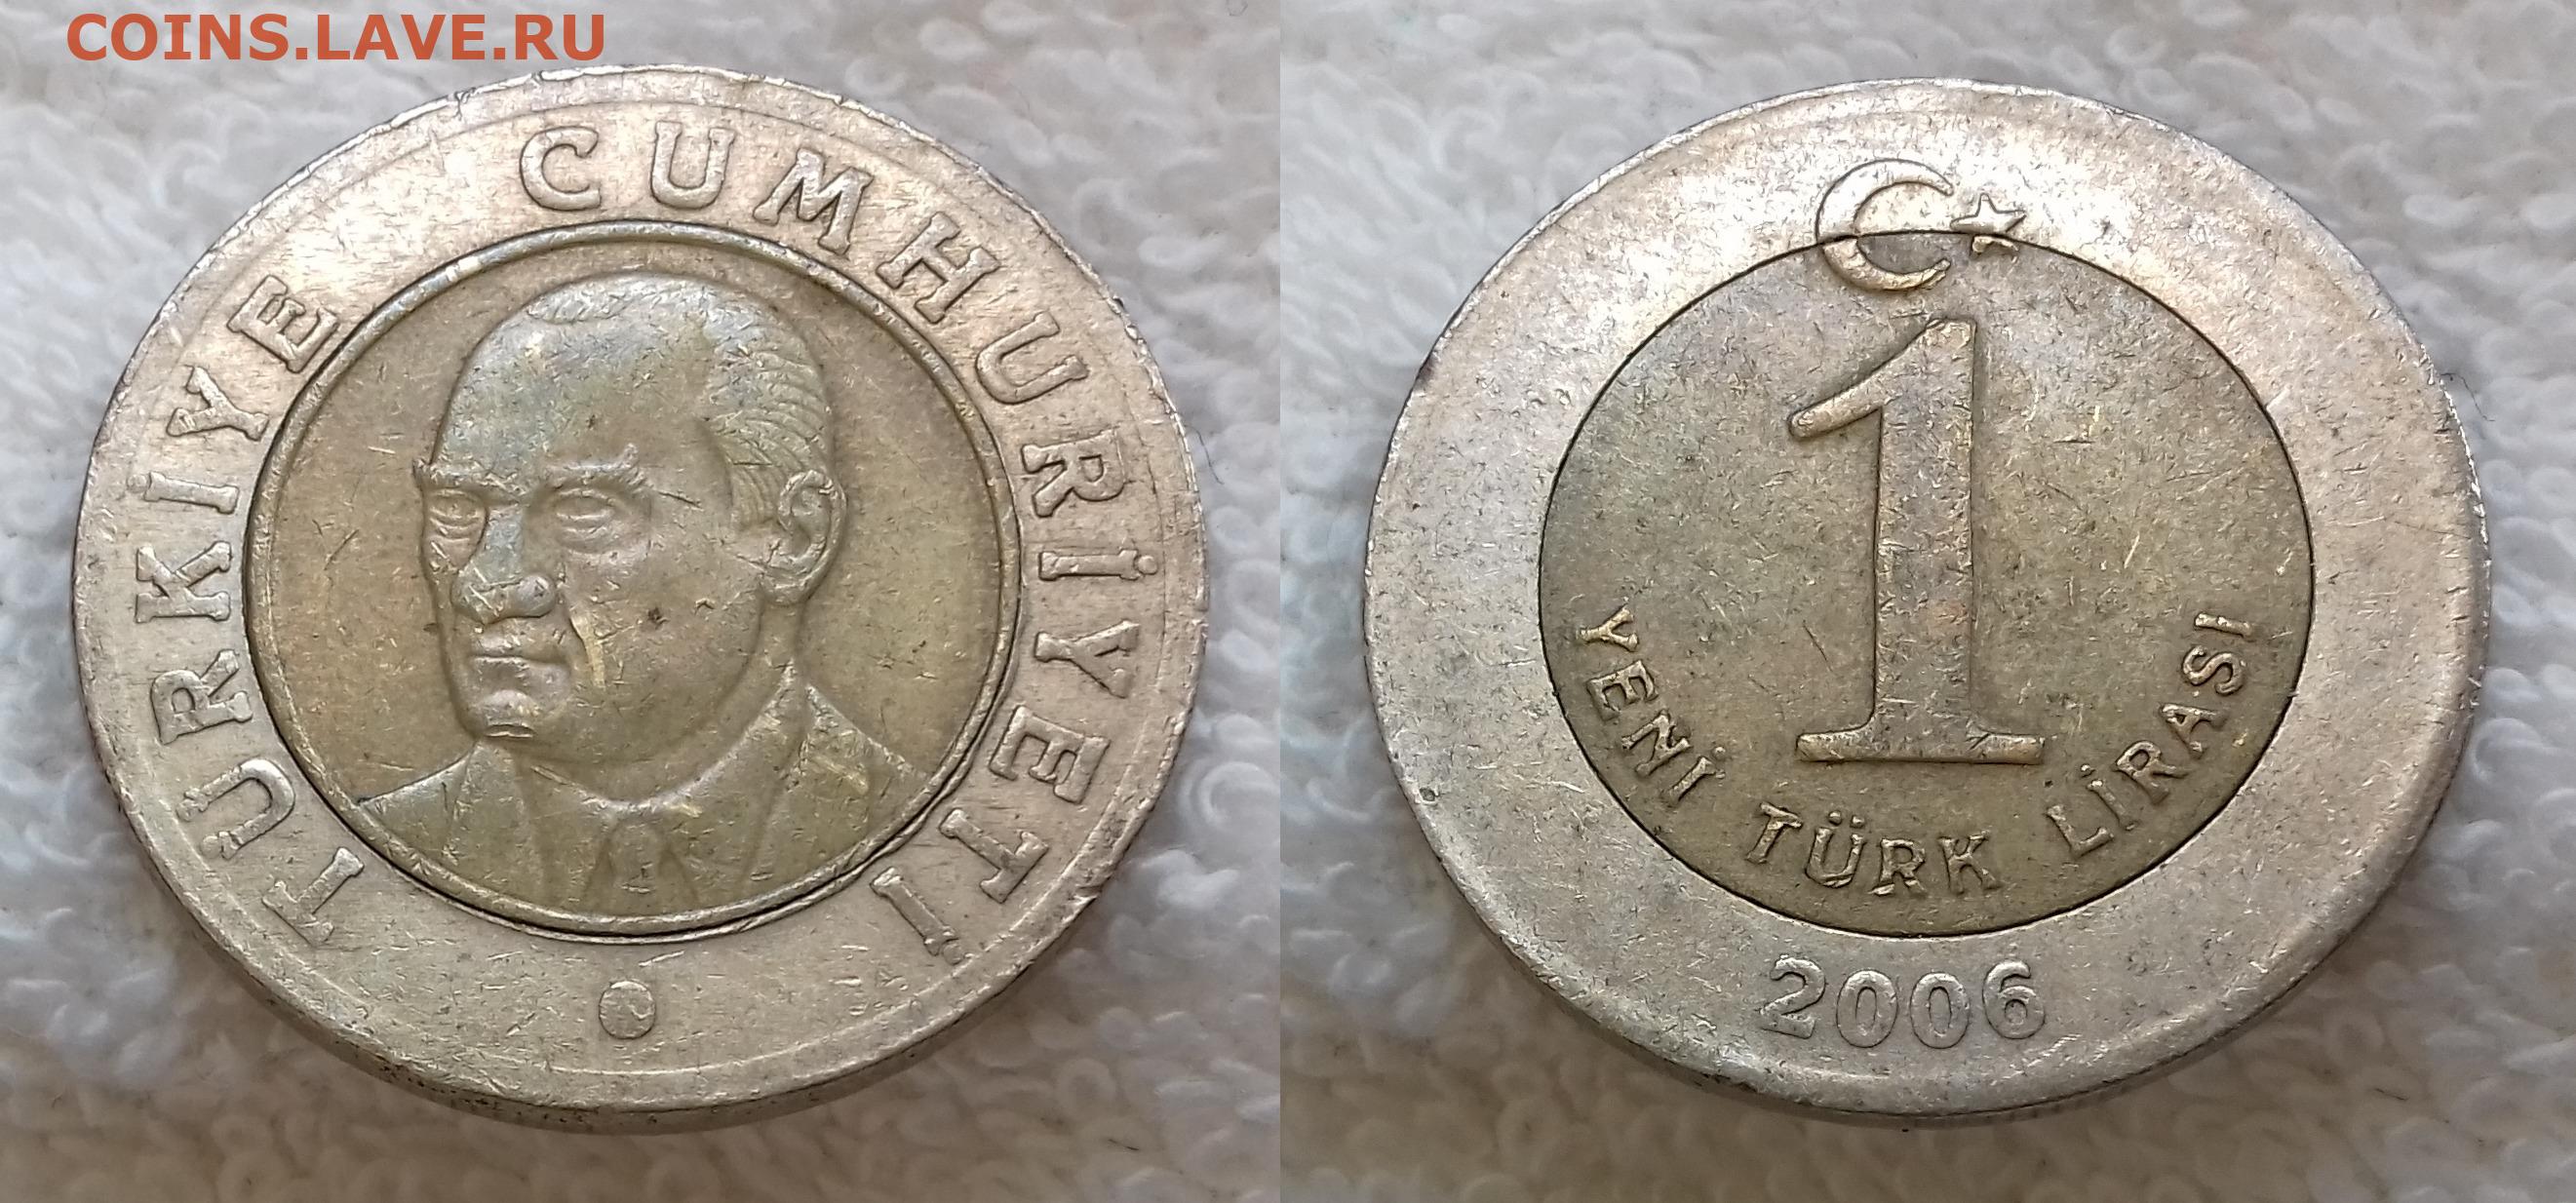 COINS.LAVE.RU
TÜRKİYE CUMHURİYETİ
1
YENİ TÜRK LİRASI
2006